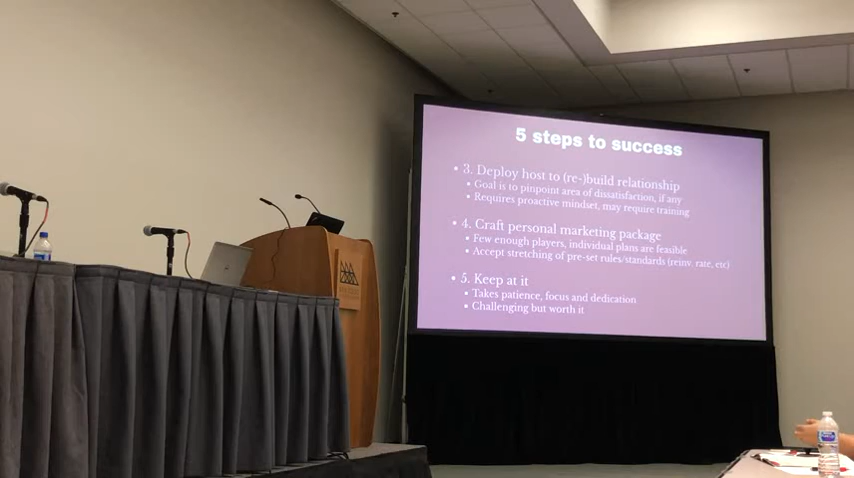 5 steps to success
• 3. Deploy host to (re-)build relationship
• Goal is to pinpoint area of dissatisfaction, if any
• Requires proactive mindset, may require training
• 4. Craft personal marketing package
• Few enough players, individual plans are feasible
• Accept stretching of pre-set rules/standards (reinv. rate, etc)
• 5. Keep at it
• Takes patience, focus and dedication
• Challenging but worth it